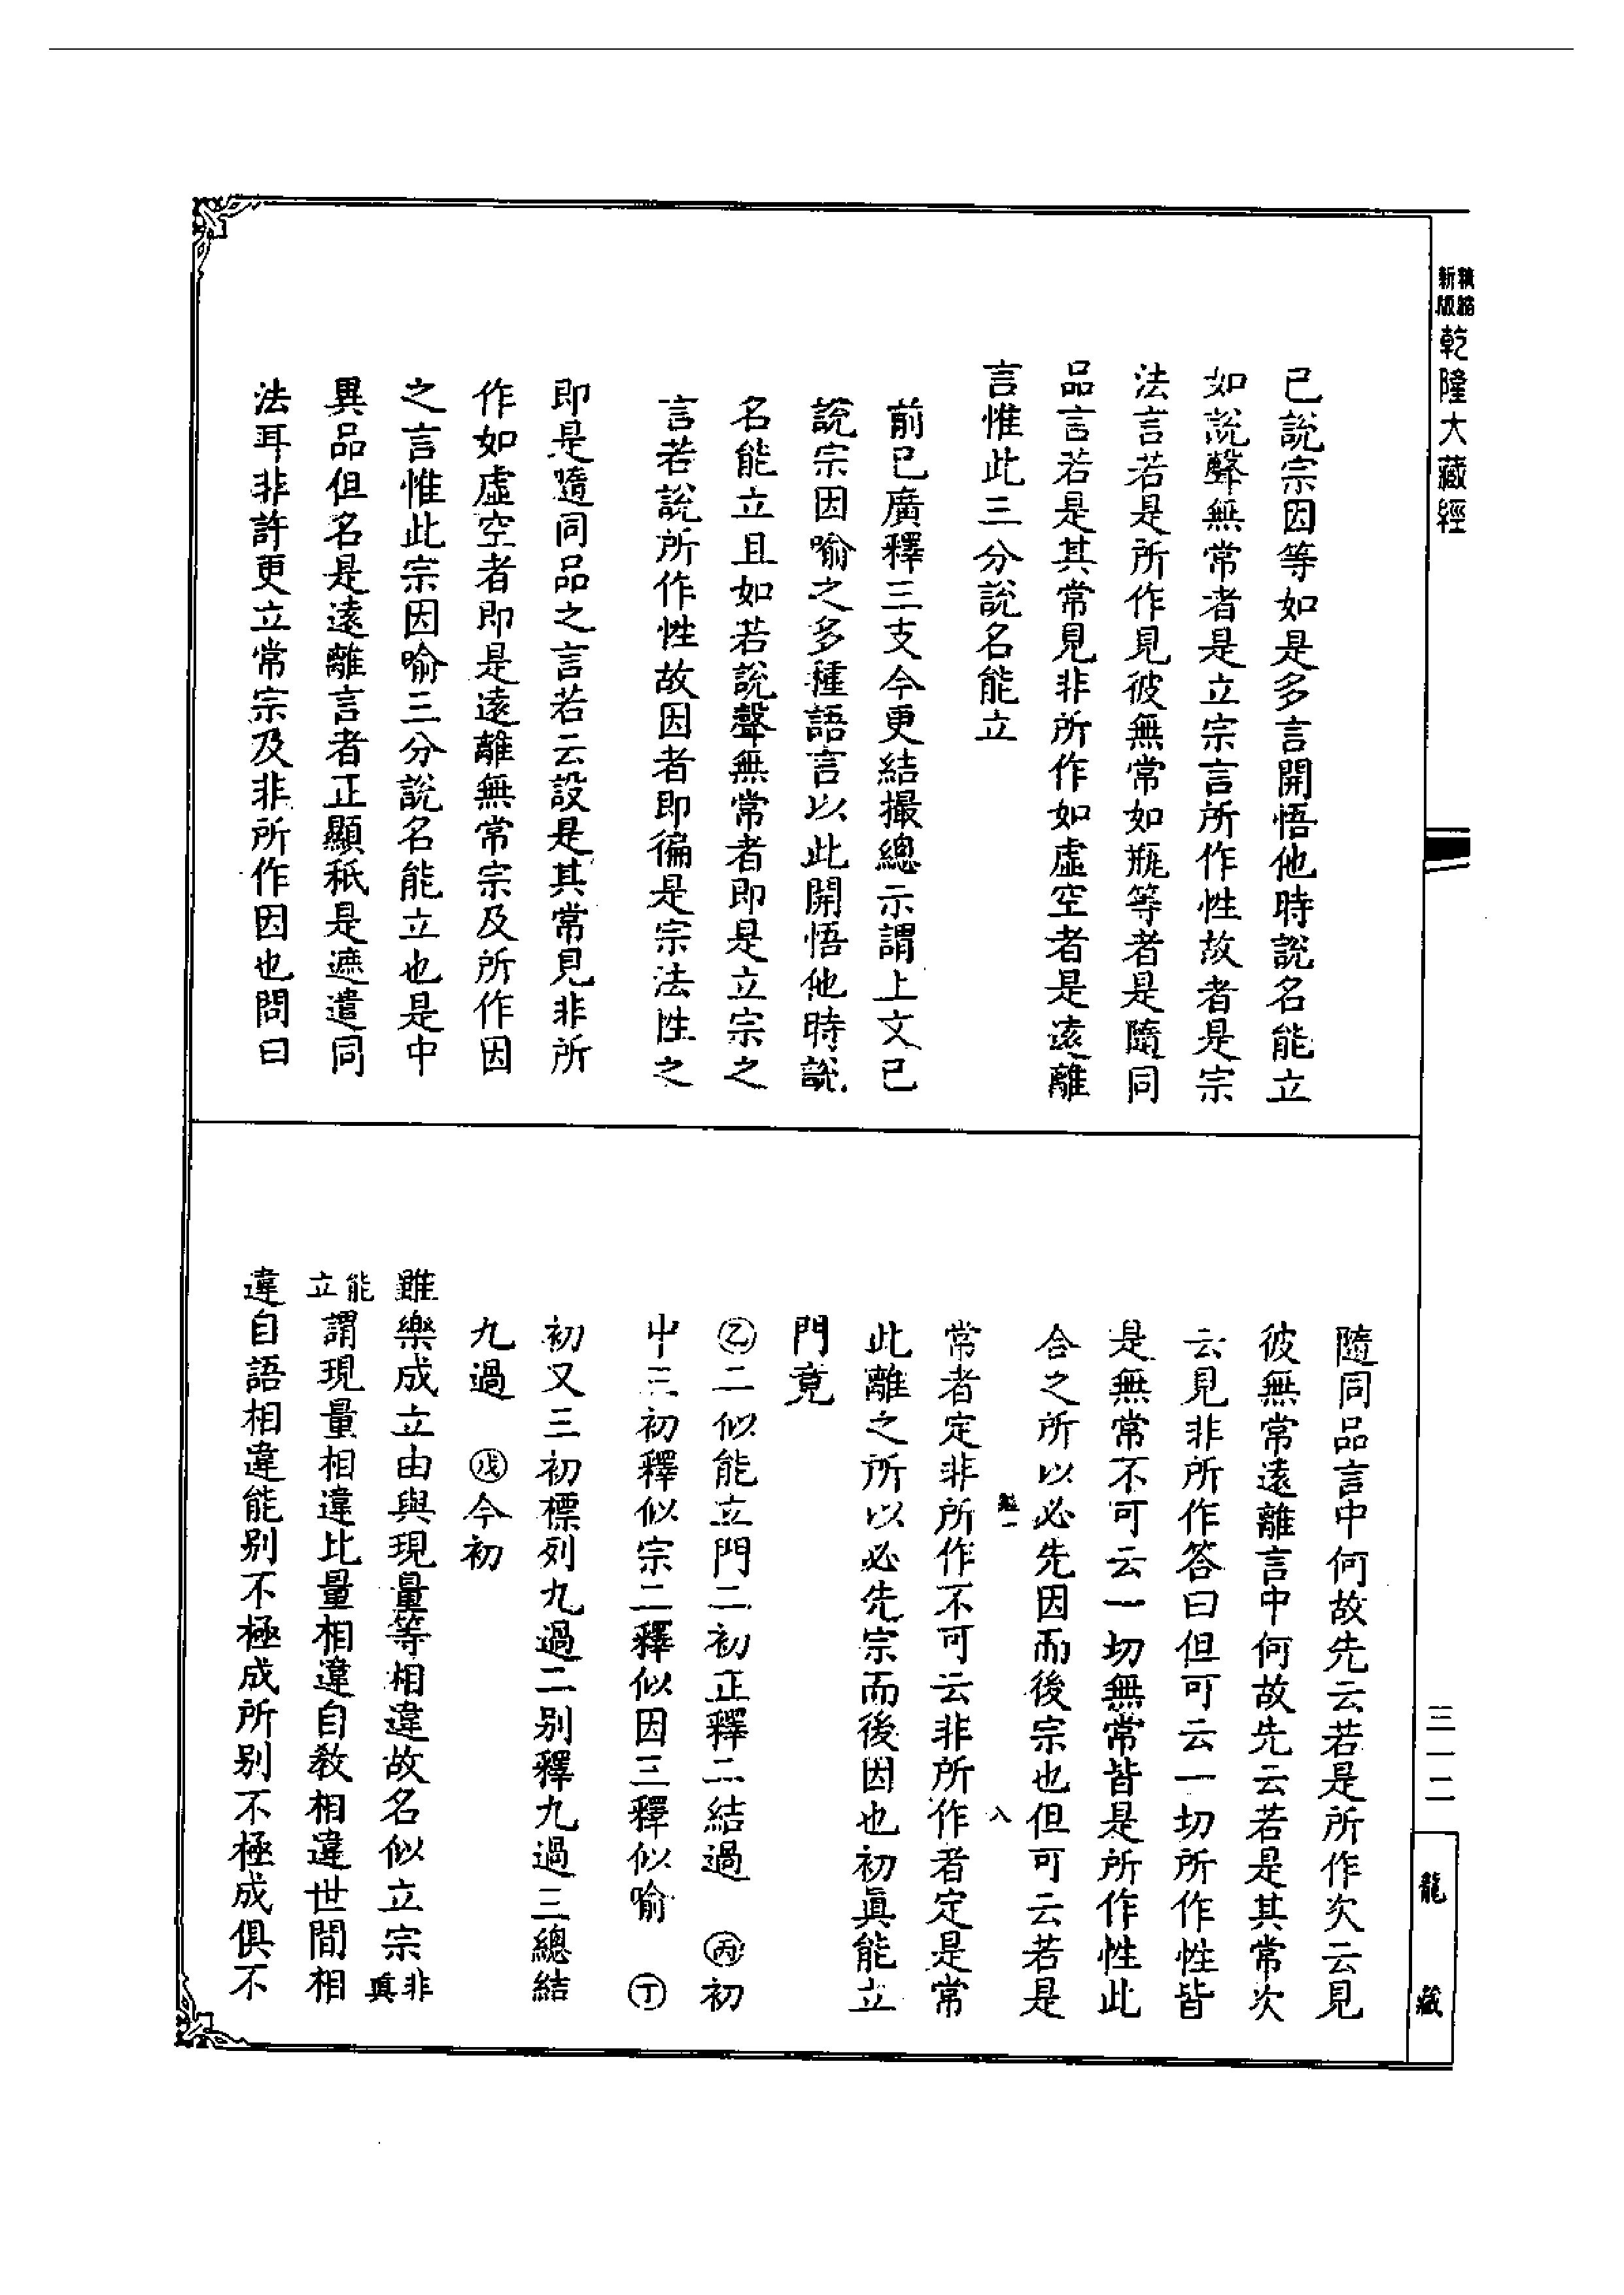 新版精縮
乾隆大藏經
已說宗因等如是多言開悟他時說名能立
如說聲無常者是立宗言所作性故者是宗
法言若是所作見彼無常如瓶等者是隨同
品言若是其常見非所作如虛空者是遠離
言惟此三分說名能立
前已廣釋三支今更結撮總示謂上文已
說宗因喻之多種語言以此開悟他時說
名能立且如若說聲無常者即是立宗之
言若說所作性故因者即徧是宗法性之
即是隨同品之言若云設是其常見非所
作如虛空者即是遠離無常宗及所作因
之言惟此宗因喻三分說名能立也是中
異品但名是遠離言者正顯秖是遮遣同
法耳非許更立常宗及非所作因也問曰
隨同品言中何故先云若是所作次云見
彼無常遠離言中何故先云若是其常次
云見非所作答曰但可云一切所作性皆
是無常不可云一切無常皆是所作性此
合之所以必先因而後宗也但可云若是
八
常者定非所作不可云非所作者定是常
此離之所以必先宗而後因也初眞能立
門竟
㊂乙二似能立門二初正釋二結過 丙初
中三初釋似宗二釋似因三釋似喻 丁
初又三初標列九過二別釋九過三總結
九過 戊今初
雖樂成立由與現量等相違故名似立宗非眞
能立謂現量相違比量相違自教相違世間相
違自語相違能別不極成所別不極成俱不
三一二
龍藏